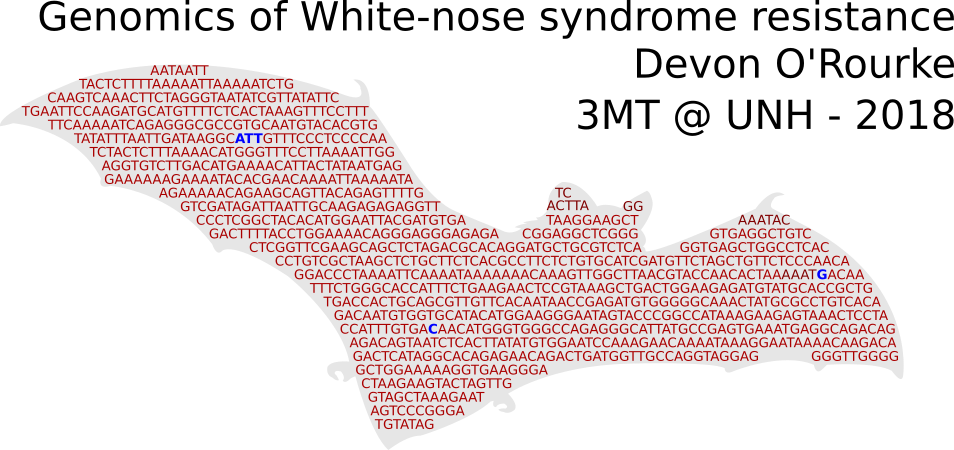 Genomics of White-nose syndrome resistance
Devon O'Rourke
3MT @ UNH - 2018
AATAATT
TACTCTTTTAAAAATTAAAAATCTG
CAAGTCAAACTTCTAGGGTAATATCGTTATATTC
TGAATTCCAAGATGCATGTTTTCTCACTAAAGTTTCCTTT
TTCAAAAATCAGAGGGCGCCGTGCAATGTACACGTG
TATATTTAATTGATAAGGCATTGTTTCCCTCCCCAA
TCTACTCTTTAAAACATGGGTTTCCTTAAAATTGG
AGGTGTCTTGACATGAAAACATTACTATAATGAG
GAAAAAAGAAAATACACGAACAAAATTAAAAATA
AGAAAAACAGAAGCAGTTACAGAGTTTTG TC
GTCGATAGATTAATTGCAAGAGAGAGGTT ACTTA GG
CCCTCGGCTACACATGGAATTACGATGTGA TAAGGAAGCT AAATAC
GACTTTTACCTGGAAAACAGGGAGGGAGAGA CGGAGGCTCGGG GTGAGGCTGTC
CTCGGTTCGAAGCAGCTCTAGACGCACAGGATGCTGCGTCTCA GGTGAGCTGGCCTCAC
CCTGTCGCTAAGCTCTGCTTCTCACGCCTTCTCTGTGCATCGATGTTCTAGCTGTTCTCCCAACA
GGACCCTAAAATTCAAAATAAAAAAACAAAGTTGGCTTAACGTACCAACACTAAAAATGACAA
TTTCTGGGCACCATTTCTGAAGAACTCCGTAAAGCTGACTGGAAGAGATGTATGCACCGCTG
TGACCACTGCAGCGTTGTTCACAATAACCGAGATGTGGGGGCAAACTATGCGCCTGTCACA
GACAATGTGGTGCATACATGGAAGGGAATAGTACCCGGCCATAAAGAAGAGTAAACTCCTA
CCATTTGTGACAACATGGGTGGGCCAGAGGGCATTATGCCGAGTGAAATGAGGCAGACAG
AGACAGTAATCTCACTTATATGTGGAATCCAAAGAACAAAATAAAGGAATAAAACAAGACA
GACTCATAGGCACAGAGAACAGACTGATGGTTGCCAGGTAGGAG GGGTTGGGG
GCTGGAAAAAGGTGAAGGGA
CTAAGAAGTACTAGTTG
GTAGCTAAAGAAT
AGTCCCGGGA
TGTATAG